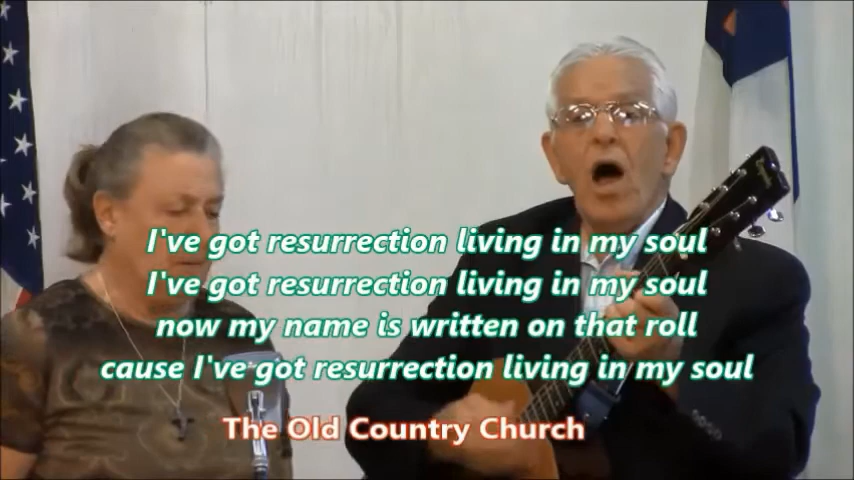 I've got resurrection living in my soul
I've got resurrection living in my soul
now my name is written on that roll
cause I've got resurrection living in my soul
The Old Country Church